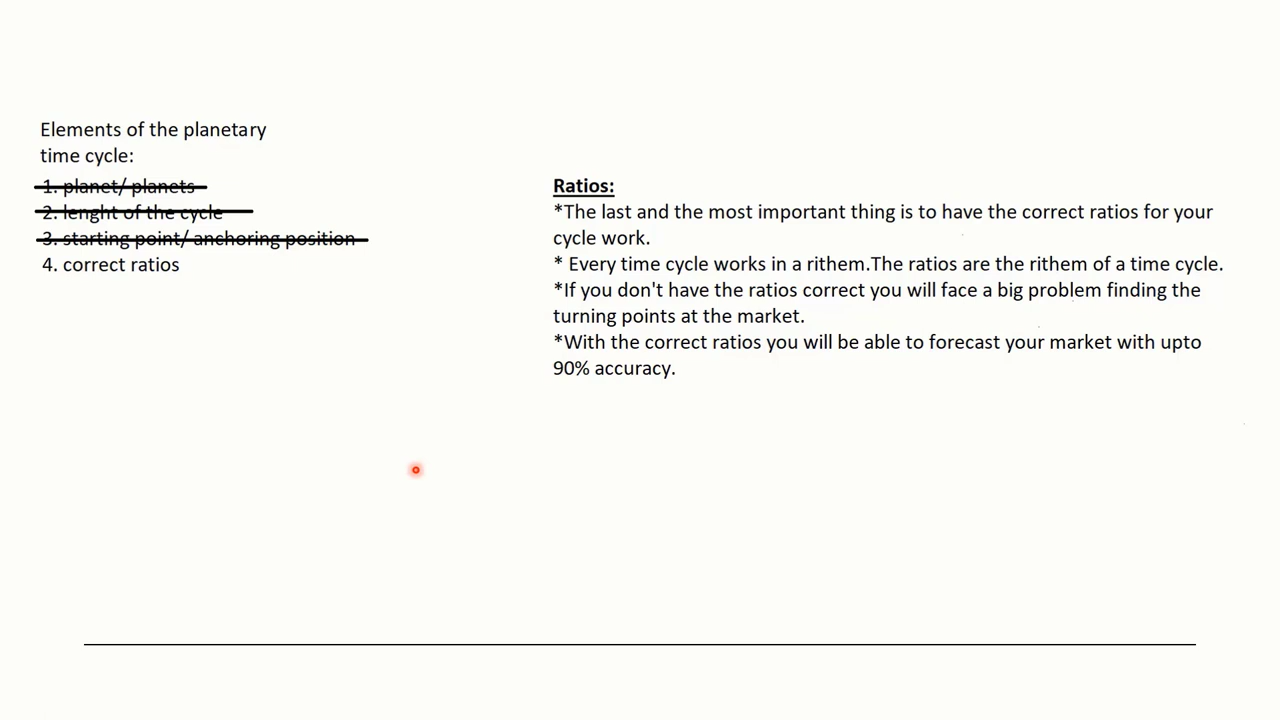 Elements of the planetary
time cycle:
1. planet/ planets
2. lenght of the cycle
3. starting point/ anchoring position
4. correct ratios
Ratios:
*The last and the most important thing is to have the correct ratios for your
cycle work.
* Every time cycle works in a rithem.The ratios are the rithem of a time cycle.
*If you don't have the ratios correct you will face a big problem finding the
turning points at the market.
*With the correct ratios you will be able to forecast your market with upto
90% accuracy.